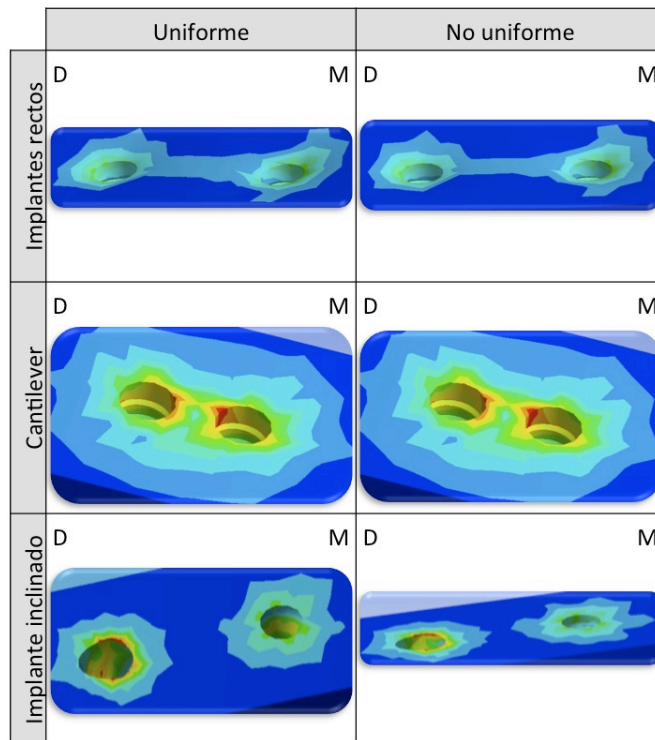 Uniforme
No uniforme
Implantes rectos
D
M
D
M
Cantilever
D
M
D
M
Implante inclinado
D
M
D
M